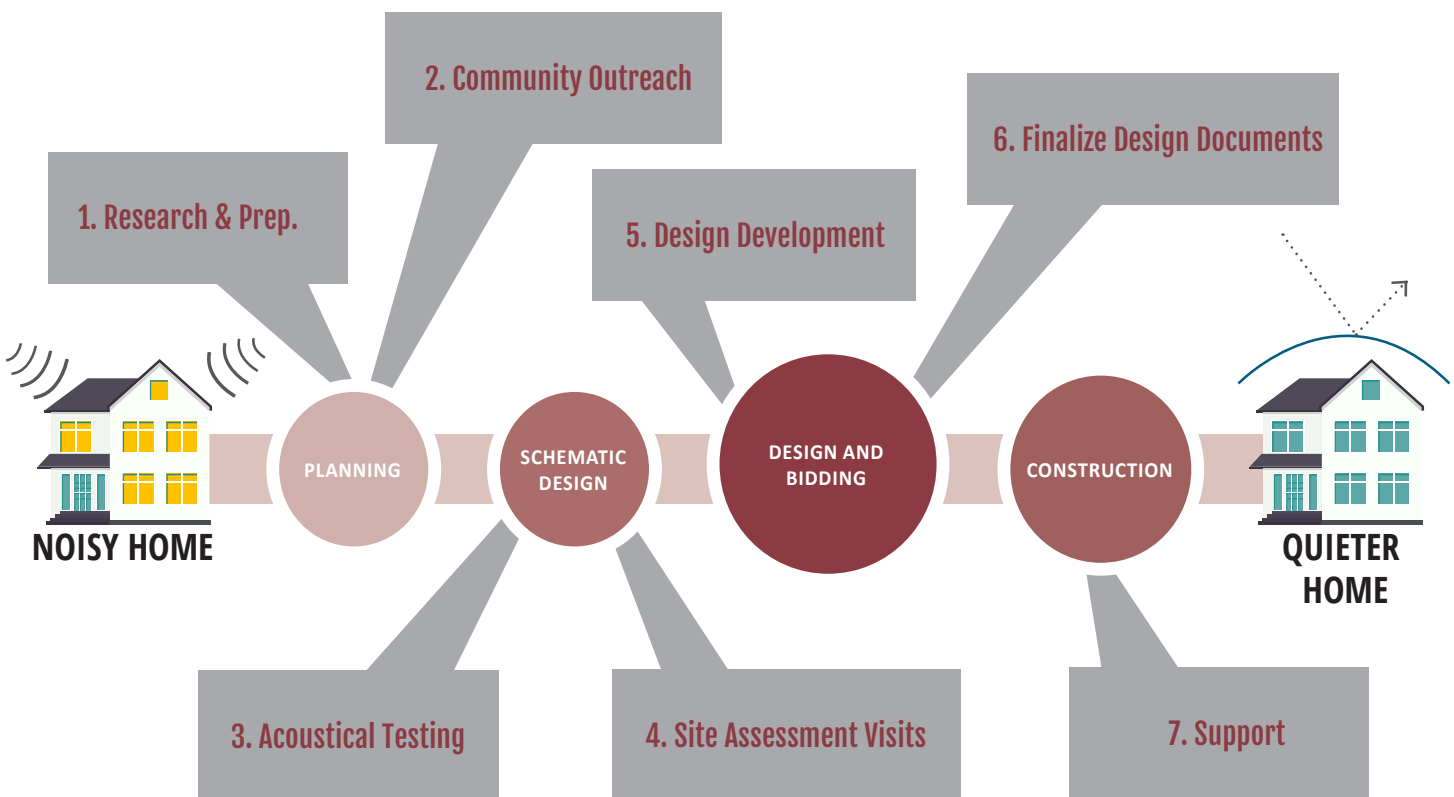 2. Community Outreach
6. Finalize Design Documents
1. Research & Prep.
5. Design Development
NOISY HOME
PLANNING
SCHEMATIC
DESIGN
DESIGN AND
BIDDING
CONSTRUCTION
QUIETER
HOME
3. Acoustical Testing
4. Site Assessment Visits
7. Support